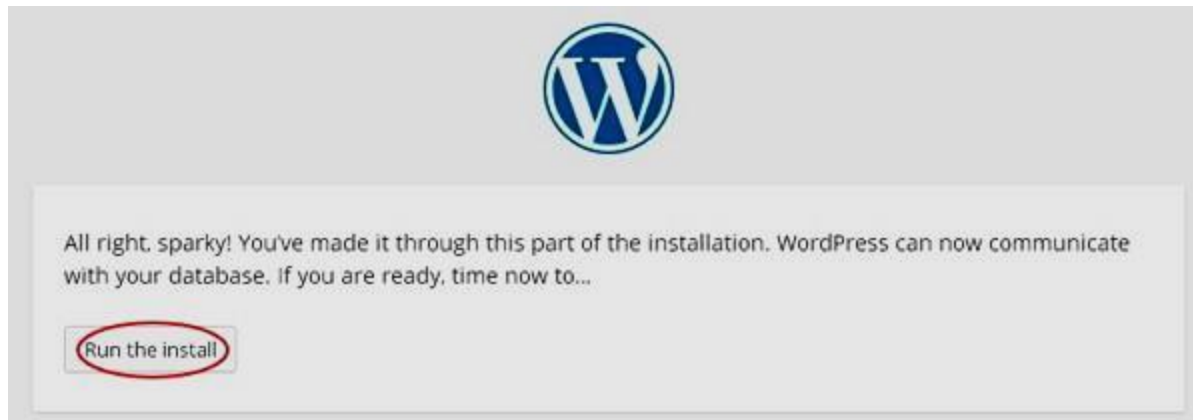 All right, sparky! You've made it through this part of the installation. WordPress can now communicate
with your database. If you are ready, time now to...
Run the install